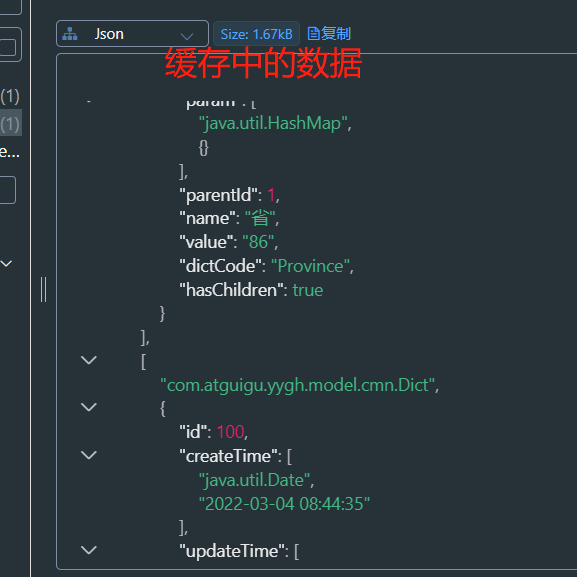 Json
Size: 1.67kB
复制
缓存中的数据
(1)
(1)
e...
"param": [
"java.util.HashMap",
{}
],
"parentId": 1,
"name": "省",
"value": "86",
"dictCode": "Province",
"hasChildren": true
}
],
[
"com.atguigu.yygh.model.cmn.Dict",
{
"id": 100,
"createTime": [
"java.util.Date",
"2022-03-04 08:44:35"
],
"updateTime": [